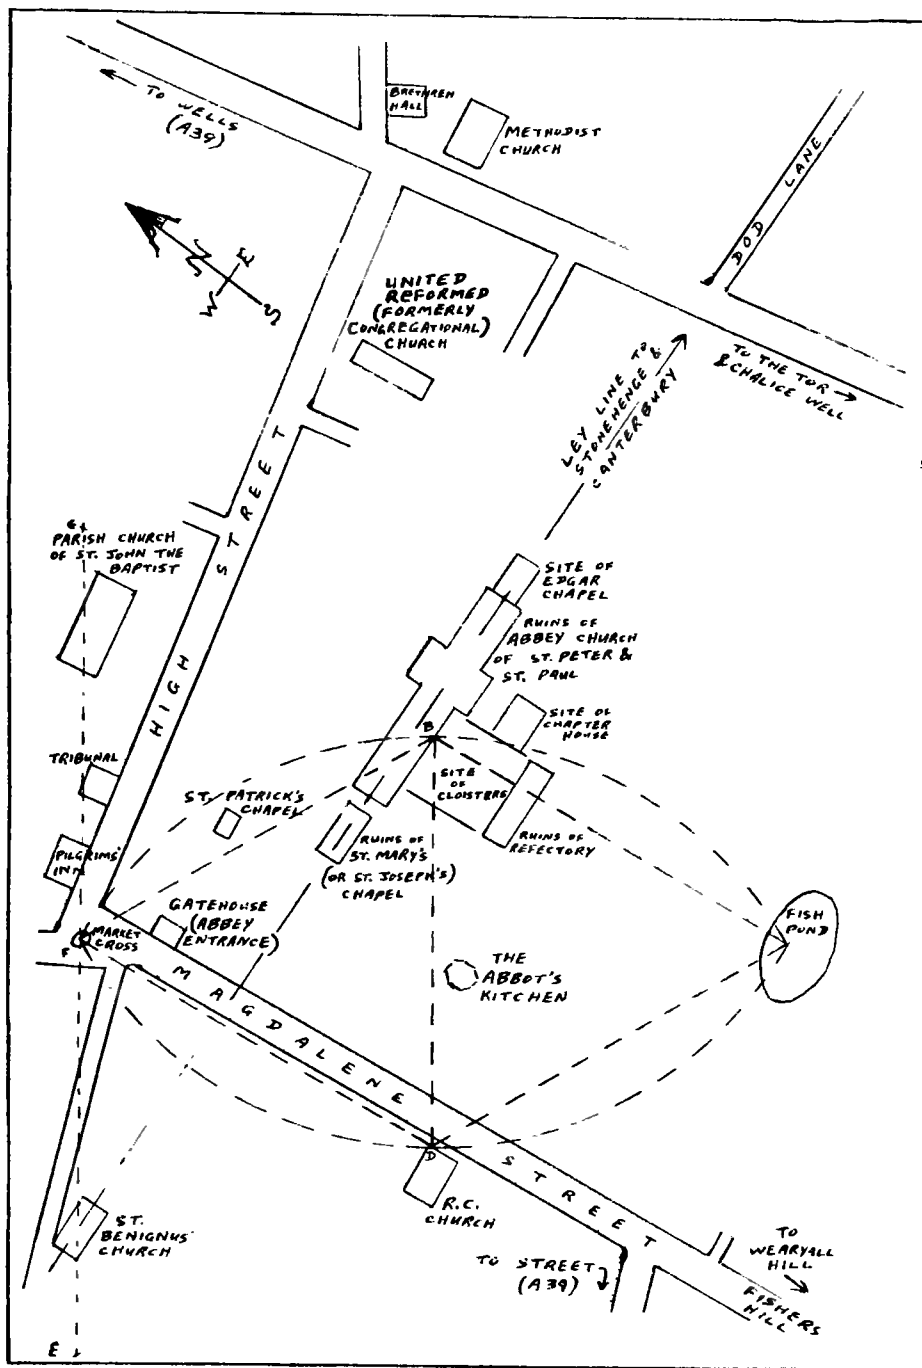 BRETHREN
HALL
TO WELLS
(A39)
METHODIST
CHURCH
DOD LANE
N
E
W
S
UNITED
REFORMED
(FORMERLY
CONGREGATIONAL)
CHURCH
TO THE TOR
& CHALICE WELL
LEY LINE TO
STONEHENGE &
CANTERBURY
HIGH STREET
G
PARISH CHURCH
OF ST. JOHN THE
BAPTIST
SITE OF
EDGAR
CHAPEL
RUINS OF
ABBEY CHURCH
OF ST. PETER &
ST. PAUL
SITE OF
CHAPTER
HOUSE
B
TRIBUNAL
SITE
OF
CLOISTERS
ST. PATRICK'S
CHAPEL
RUINS OF
REFECTORY
RUINS OF
ST. MARY'S
(OR ST. JOSEPH'S)
CHAPEL
PILGRIMS'
INN
GATEHOUSE
(ABBEY
ENTRANCE)
FISH
POND
F
MARKET
CROSS
THE
ABBOT'S
KITCHEN
MAGDALENE STREET
D
R.C.
CHURCH
ST.
BENIGNUS'
CHURCH
TO STREET
(A39)
TO
WEARYALL
HILL
FISHERS
HILL
E